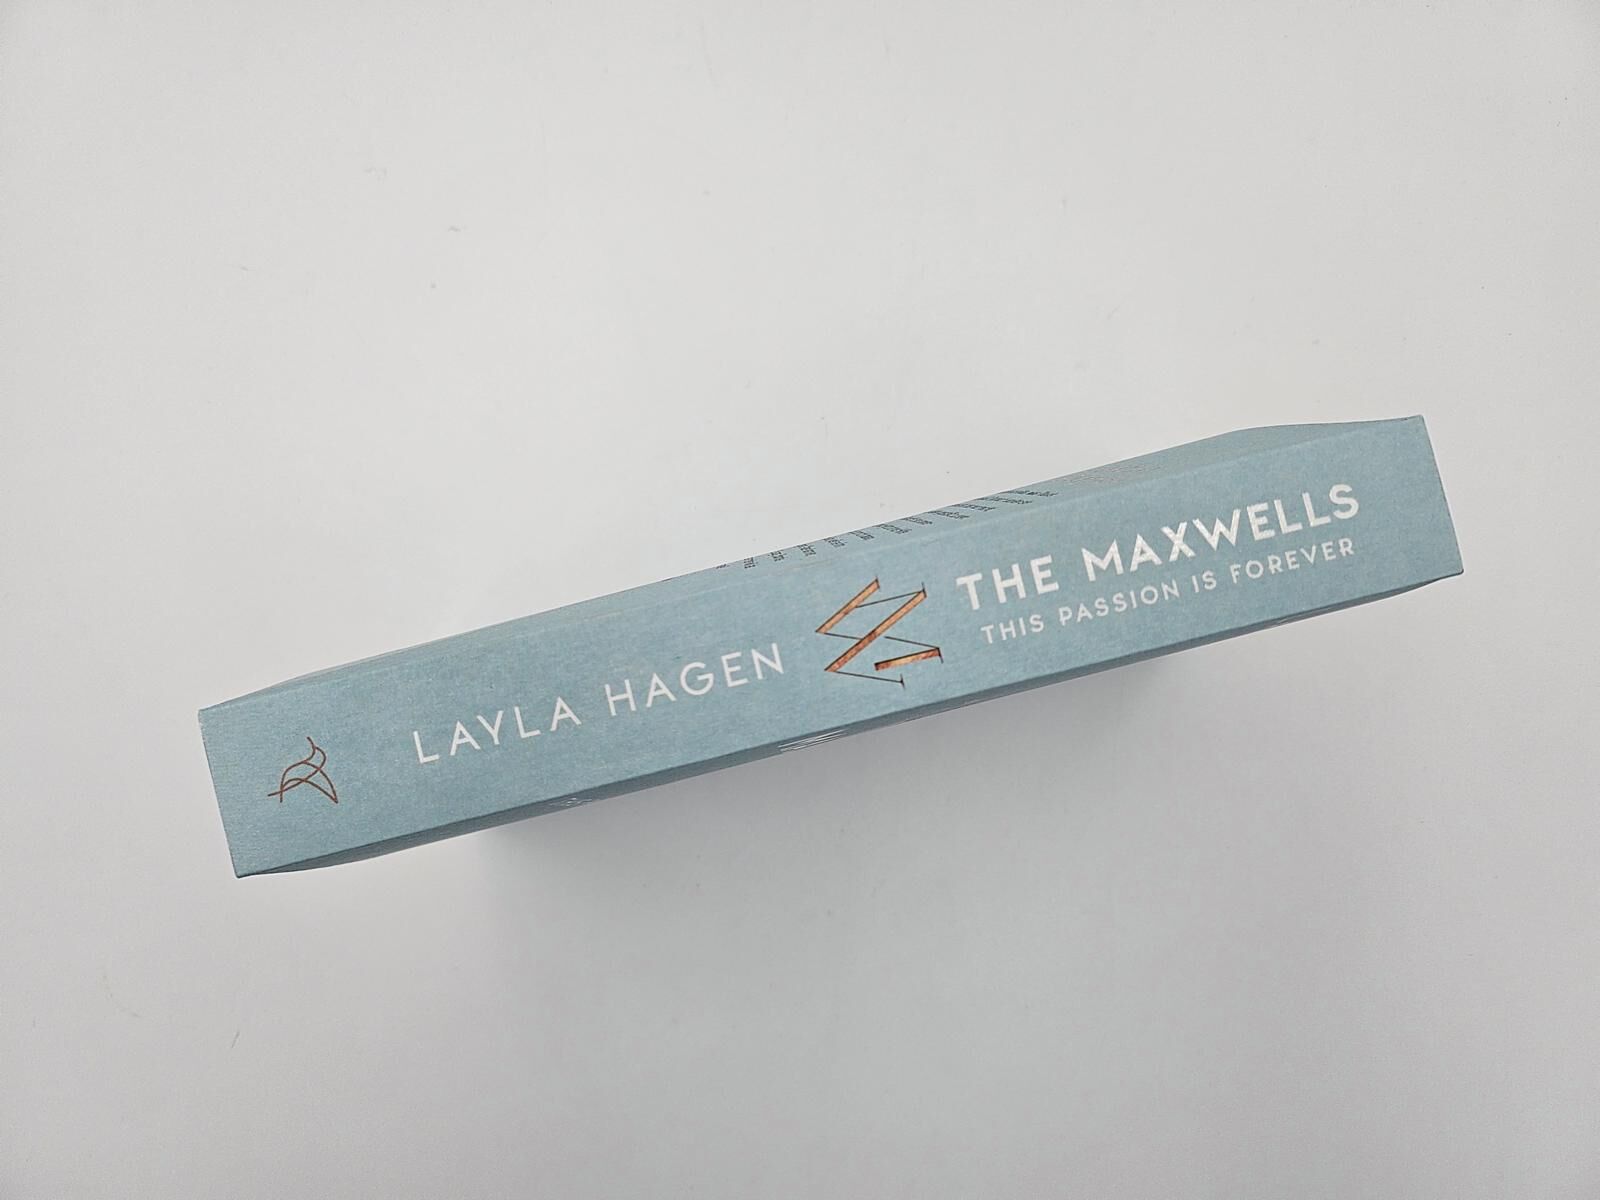 LAYLA HAGEN
THE MAXWELLS
THIS PASSION IS FOREVER